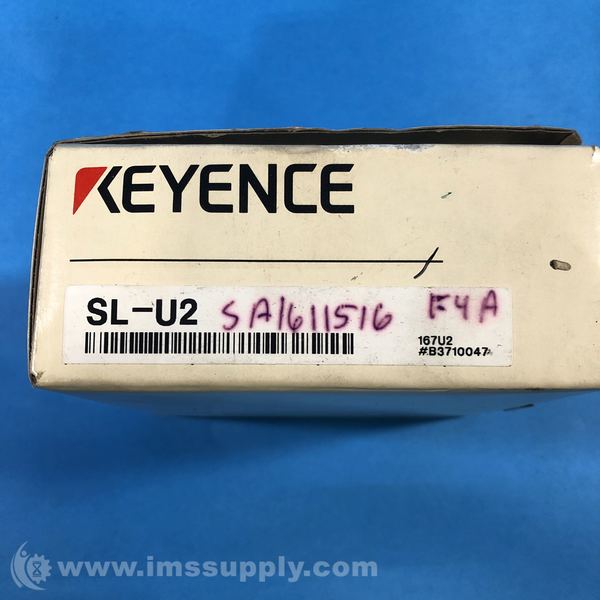 KEYENCE
SL-U2 SA1611516 F4A
167U2
#B3710047
www.imssupply.com